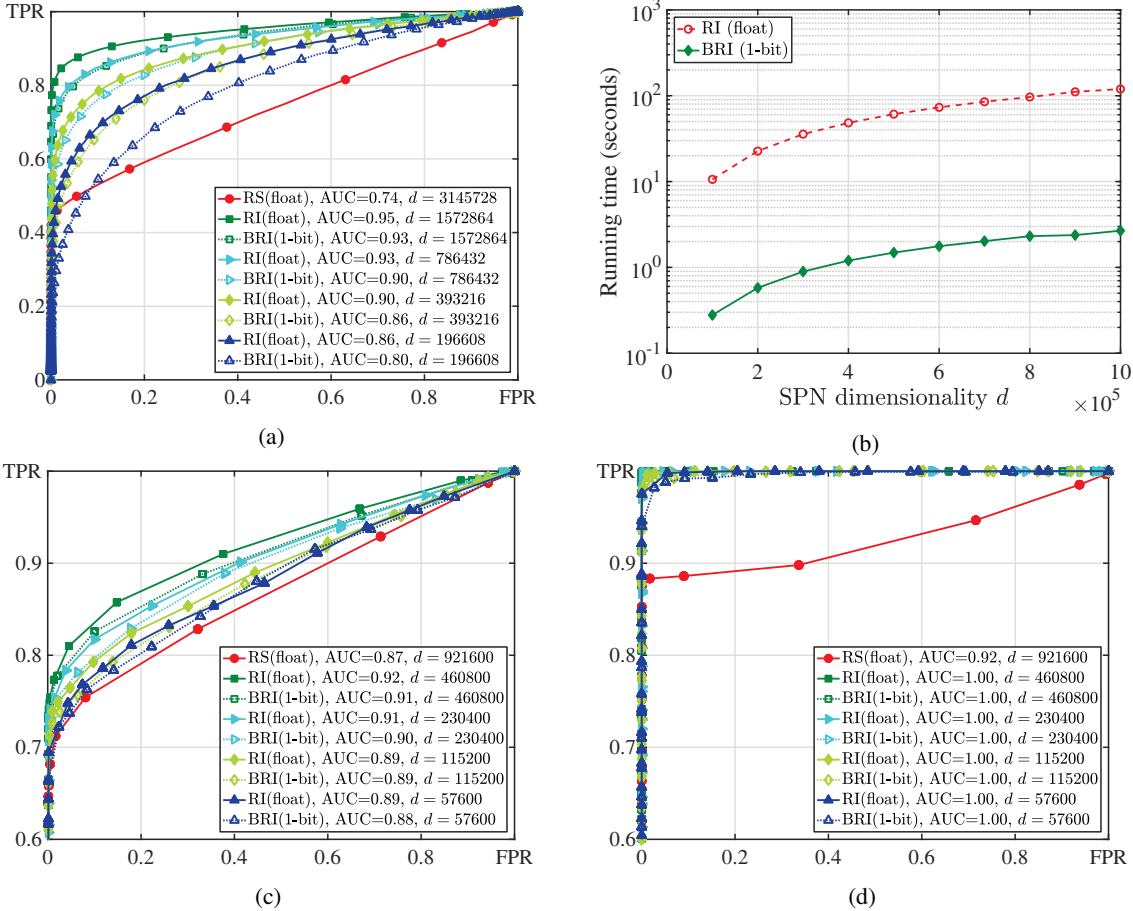 TPR
0.8
0.6
0.4
0.2
0
0 0.2 0.4 0.6 0.8 FPR
RS(float), AUC=0.74, d = 3145728
RI(float), AUC=0.95, d = 1572864
BRI(1-bit), AUC=0.93, d = 1572864
RI(float), AUC=0.93, d = 786432
BRI(1-bit), AUC=0.90, d = 786432
RI(float), AUC=0.90, d = 393216
BRI(1-bit), AUC=0.86, d = 393216
RI(float), AUC=0.86, d = 196608
BRI(1-bit), AUC=0.80, d = 196608
(a)
Running time (seconds)
10^3
10^2
10^1
10^0
10^-1
RI (float)
BRI (1-bit)
0 2 4 6 8 10
SPN dimensionality d
×10^5
(b)
TPR
0.9
0.8
0.7
0.6
0 0.2 0.4 0.6 0.8 FPR
RS(float), AUC=0.87, d = 921600
RI(float), AUC=0.92, d = 460800
BRI(1-bit), AUC=0.91, d = 460800
RI(float), AUC=0.91, d = 230400
BRI(1-bit), AUC=0.90, d = 230400
RI(float), AUC=0.89, d = 115200
BRI(1-bit), AUC=0.89, d = 115200
RI(float), AUC=0.89, d = 57600
BRI(1-bit), AUC=0.88, d = 57600
(c)
TPR
0.9
0.8
0.7
0.6
0 0.2 0.4 0.6 0.8 FPR
RS(float), AUC=0.92, d = 921600
RI(float), AUC=1.00, d = 460800
BRI(1-bit), AUC=1.00, d = 460800
RI(float), AUC=1.00, d = 230400
BRI(1-bit), AUC=1.00, d = 230400
RI(float), AUC=1.00, d = 115200
BRI(1-bit), AUC=1.00, d = 115200
RI(float), AUC=1.00, d = 57600
BRI(1-bit), AUC=1.00, d = 57600
(d)